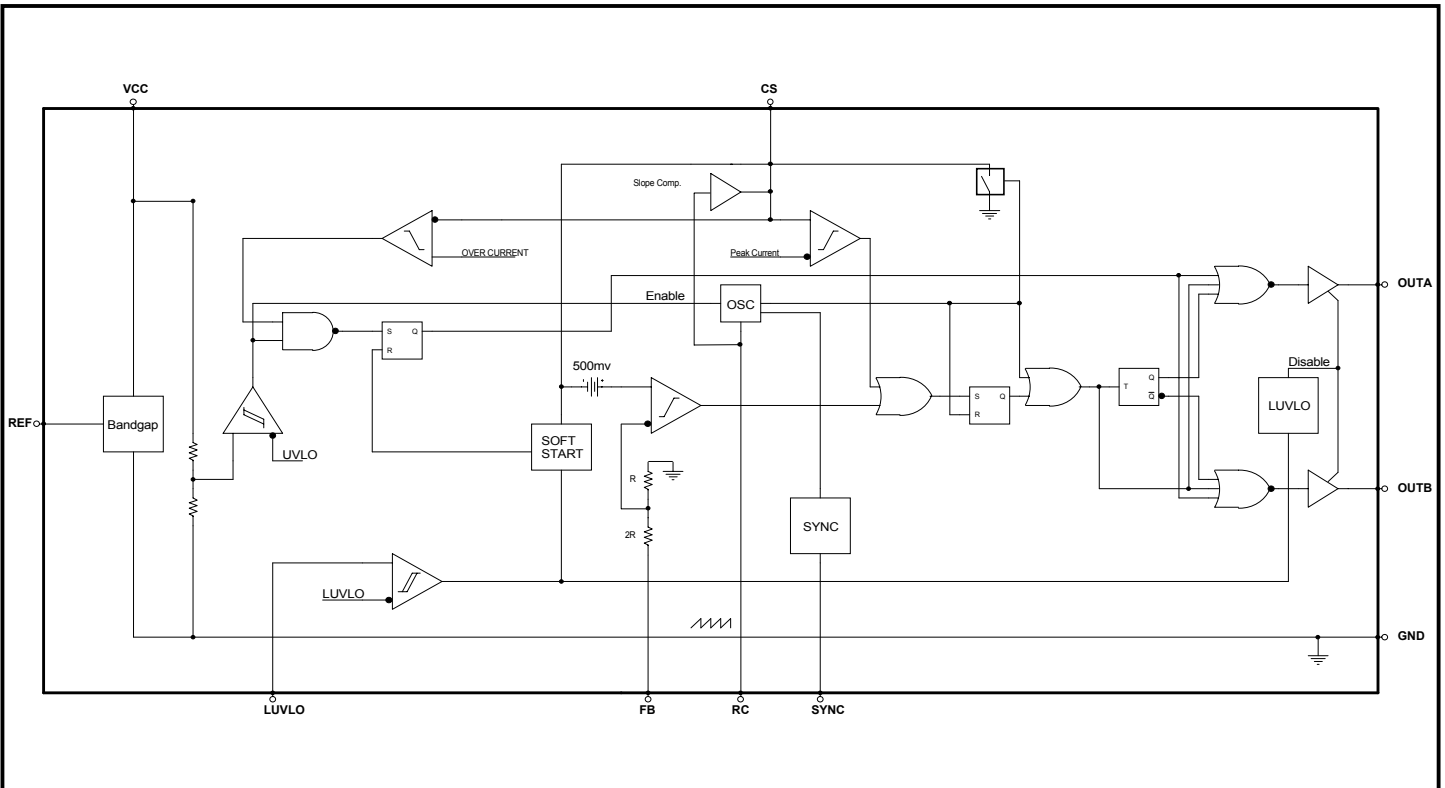 VCC
CS
Slope Comp.
OVER CURRENT
Peak Current
OUTA
Enable
OSC
S
Q
R
Disable
500mv
T
Q
Q
S
Q
R
LUVLO
REF
Bandgap
UVLO
SOFT
START
R
OUTB
2R
SYNC
LUVLO
GND
LUVLO
FB
RC
SYNC